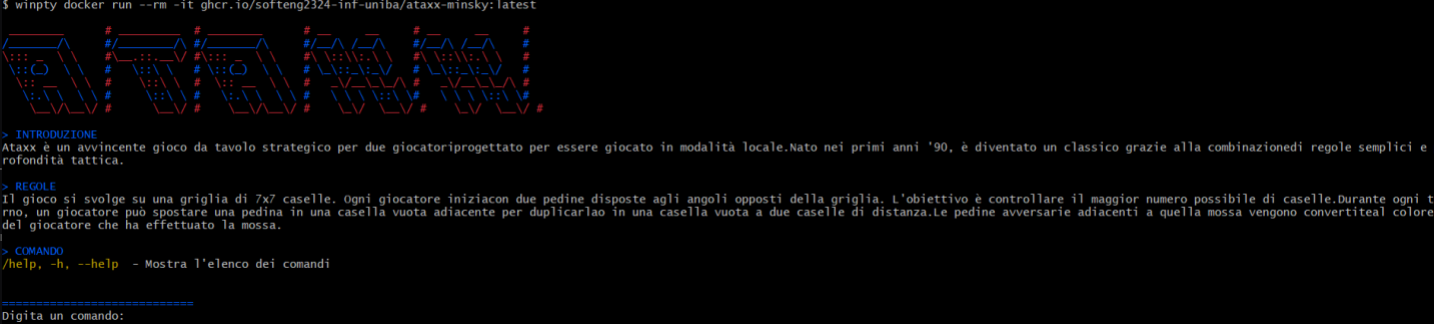 $ winpty docker run --rm -it ghcr.io/softeng2324-inf-uniba/ataxx-minsky:latest
> INTRODUZIONE
Ataxx è un avvincente gioco da tavolo strategico per due giocatoriprogettato per essere giocato in modalità locale.Nato nei primi anni '90, è diventato un classico grazie alla combinazionedi regole semplici e
rofondità tattica.
> REGOLE
Il gioco si svolge su una griglia di 7x7 caselle. Ogni giocatore iniziacon due pedine disposte agli angoli opposti della griglia. L'obiettivo è controllare il maggior numero possibile di caselle.Durante ogni t
rno, un giocatore può spostare una pedina in una casella vuota adiacente per duplicarlao in una casella vuota a due caselle di distanza.Le pedine avversarie adiacenti a quella mossa vengono convertiteal colore
del giocatore che ha effettuato la mossa.
> COMANDO
/help, -h, --help - Mostra l'elenco dei comandi
============================
Digita un comando: